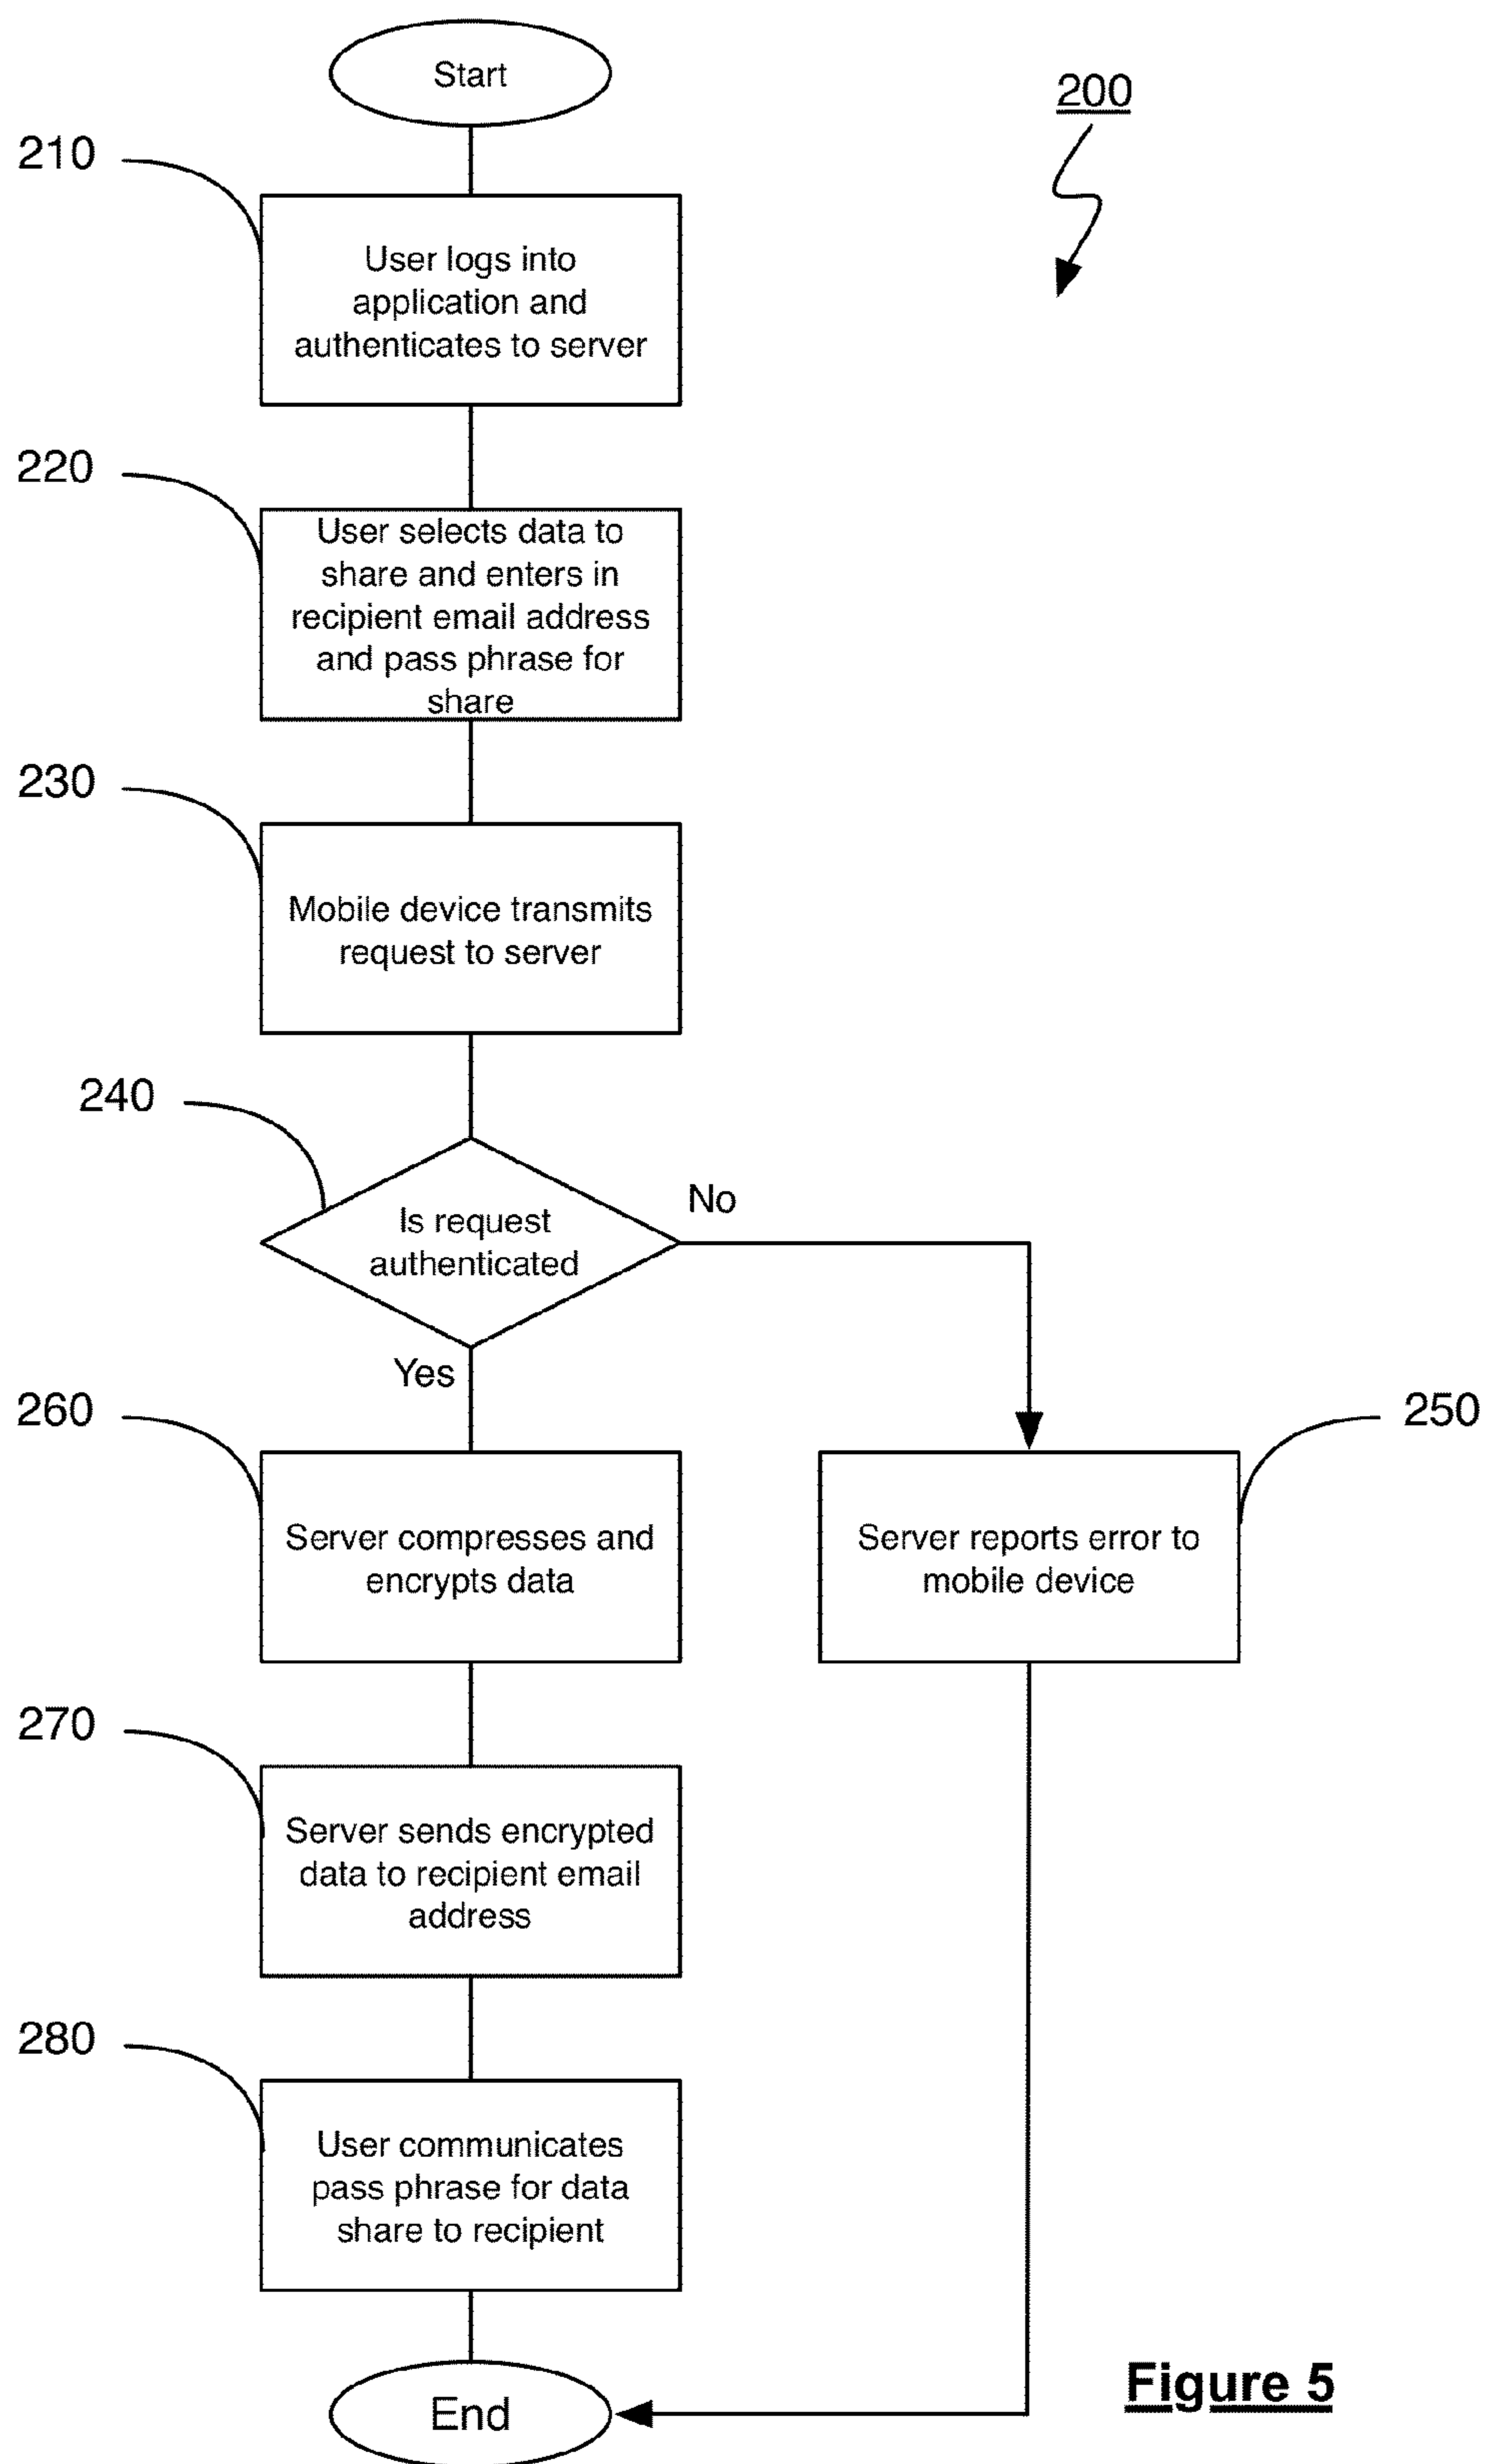 Start
200
210
User logs into
application and
authenticates to server
220
User selects data to
share and enters in
recipient email address
and pass phrase for
share
230
Mobile device transmits
request to server
240
Is request
authenticated
No
Yes
260
Server compresses and
encrypts data
250
Server reports error to
mobile device
270
Server sends encrypted
data to recipient email
address
280
User communicates
pass phrase for data
share to recipient
End
Figure 5